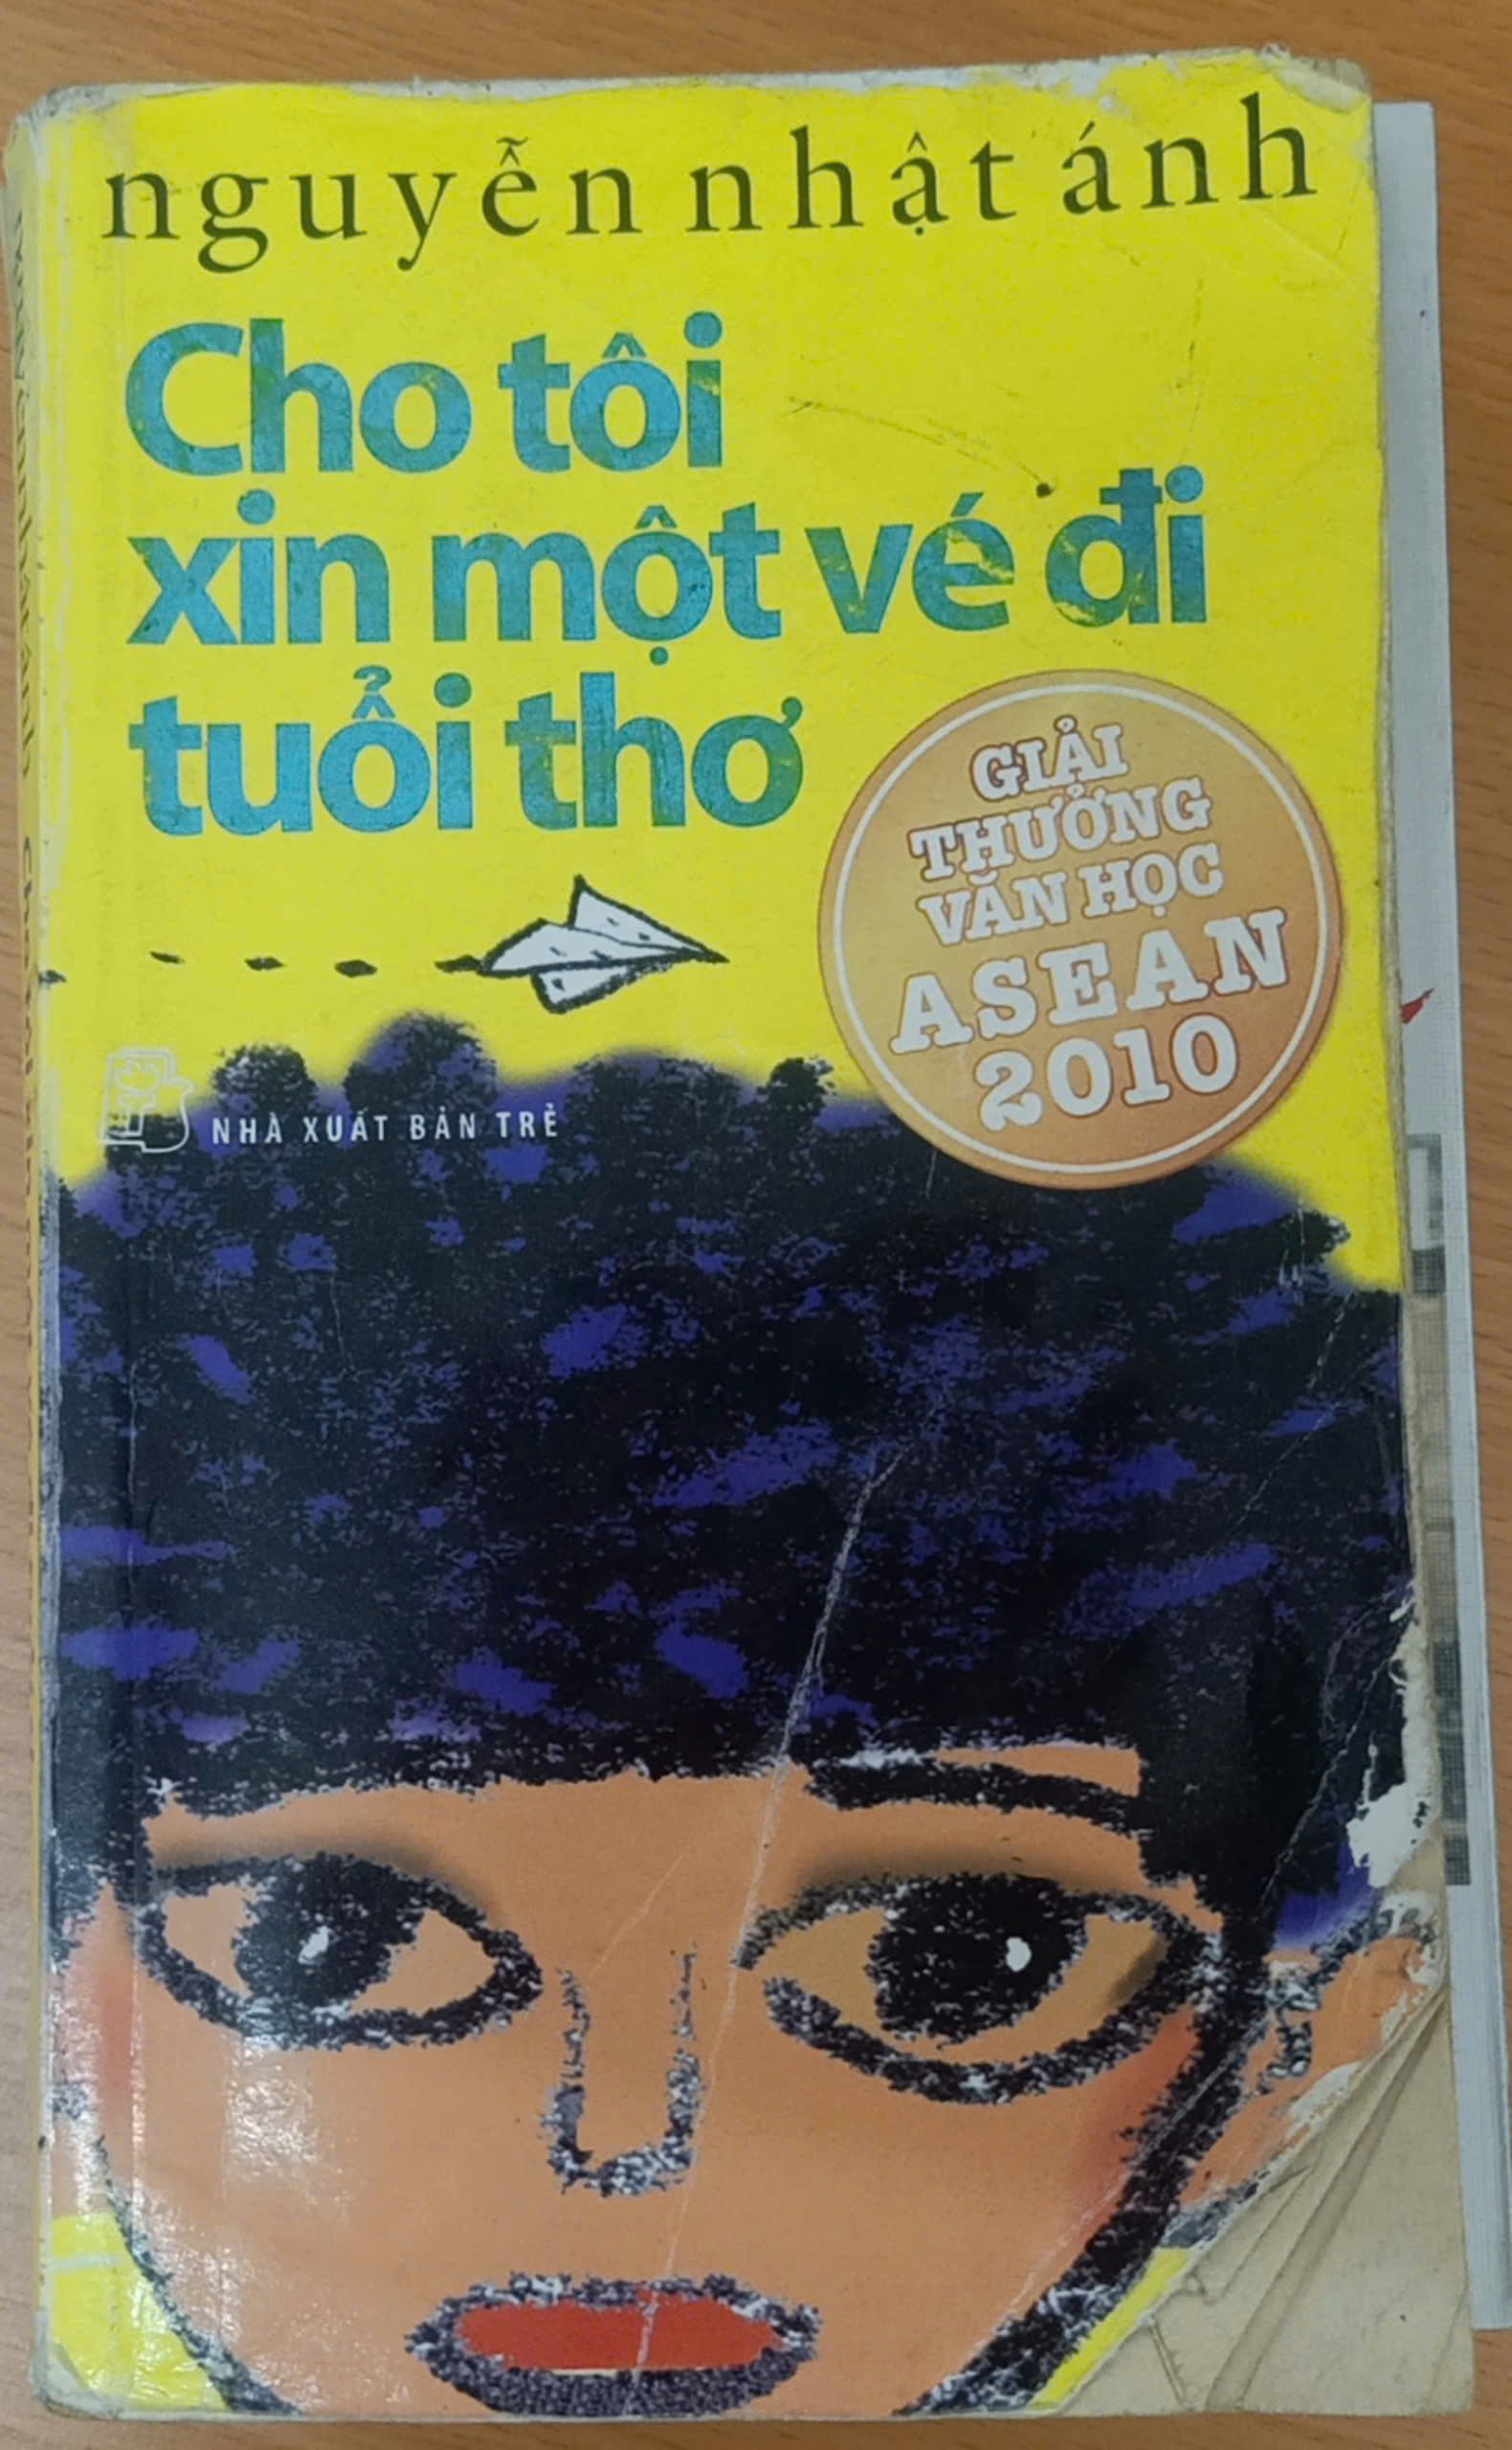 nguyễn nhật ánh
Cho tôi
xin một vé đi
tuổi thơ
GIẢI
THƯỞNG
VĂN HỌC
ASEAN
2010
NHÀ XUẤT BẢN TRẺ